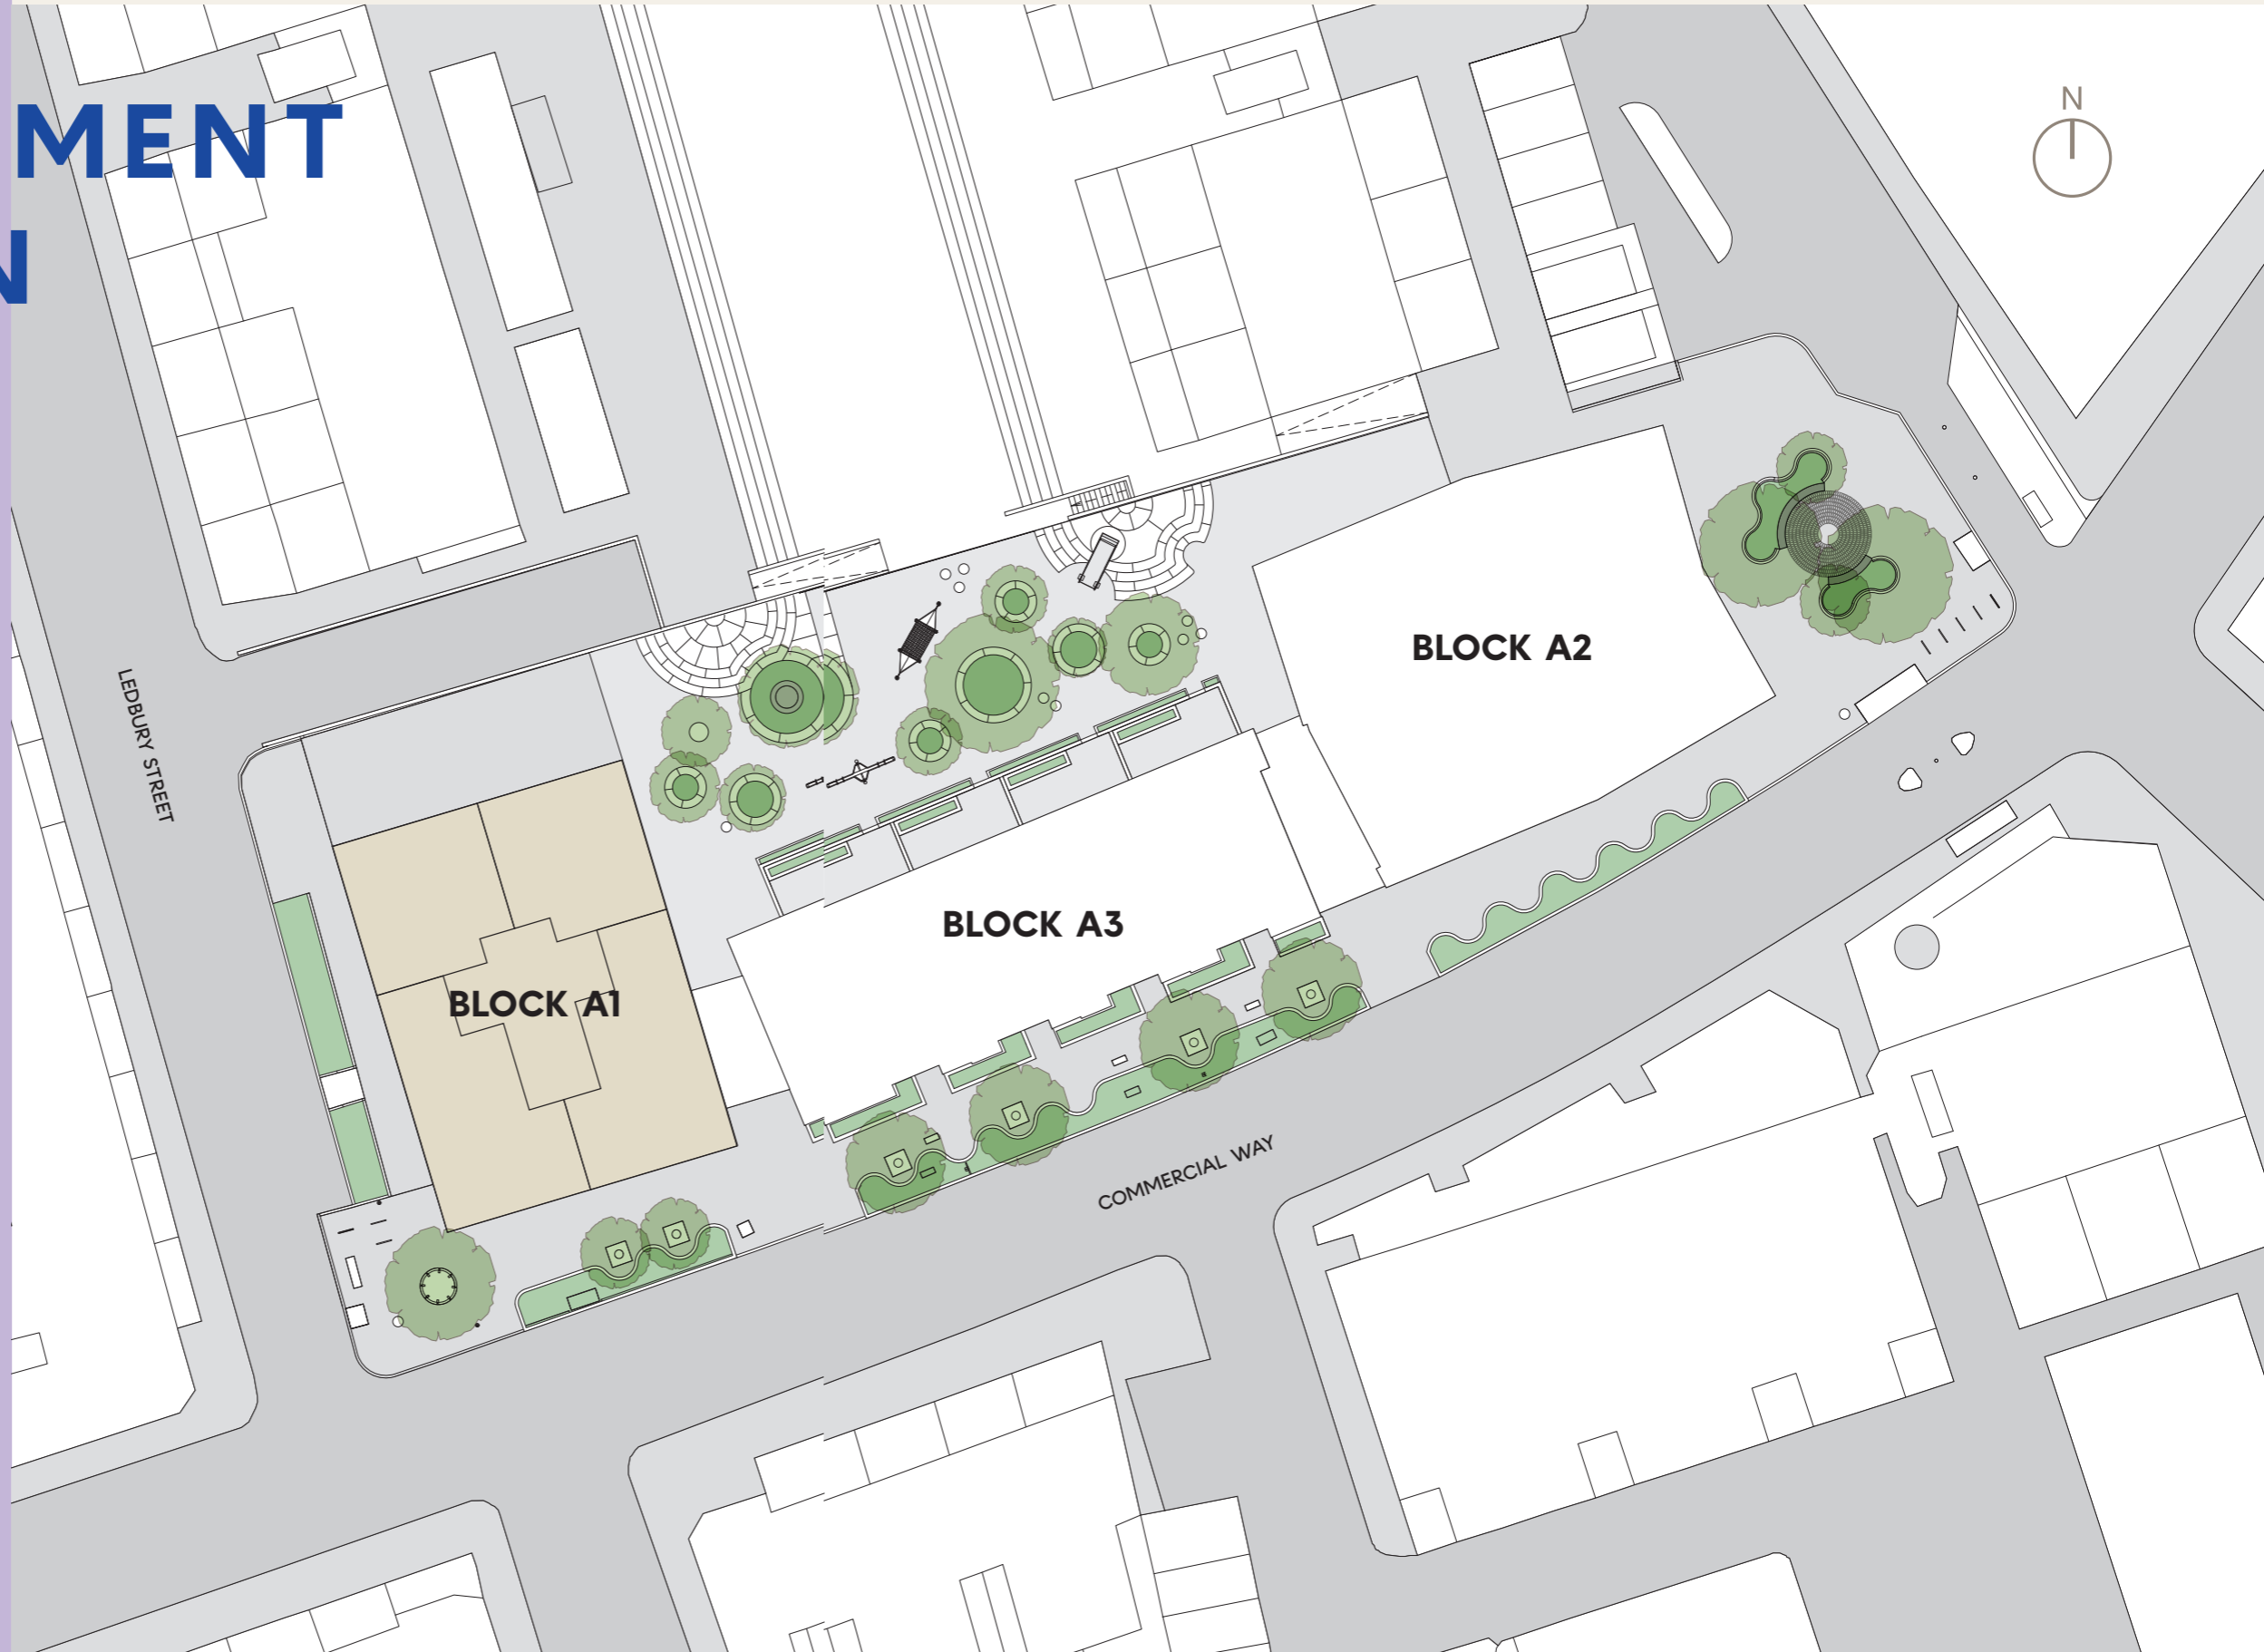 MENT
N
N
LEDBURY STREET
BLOCK A2
BLOCK A3
BLOCK A1
COMMERCIAL WAY